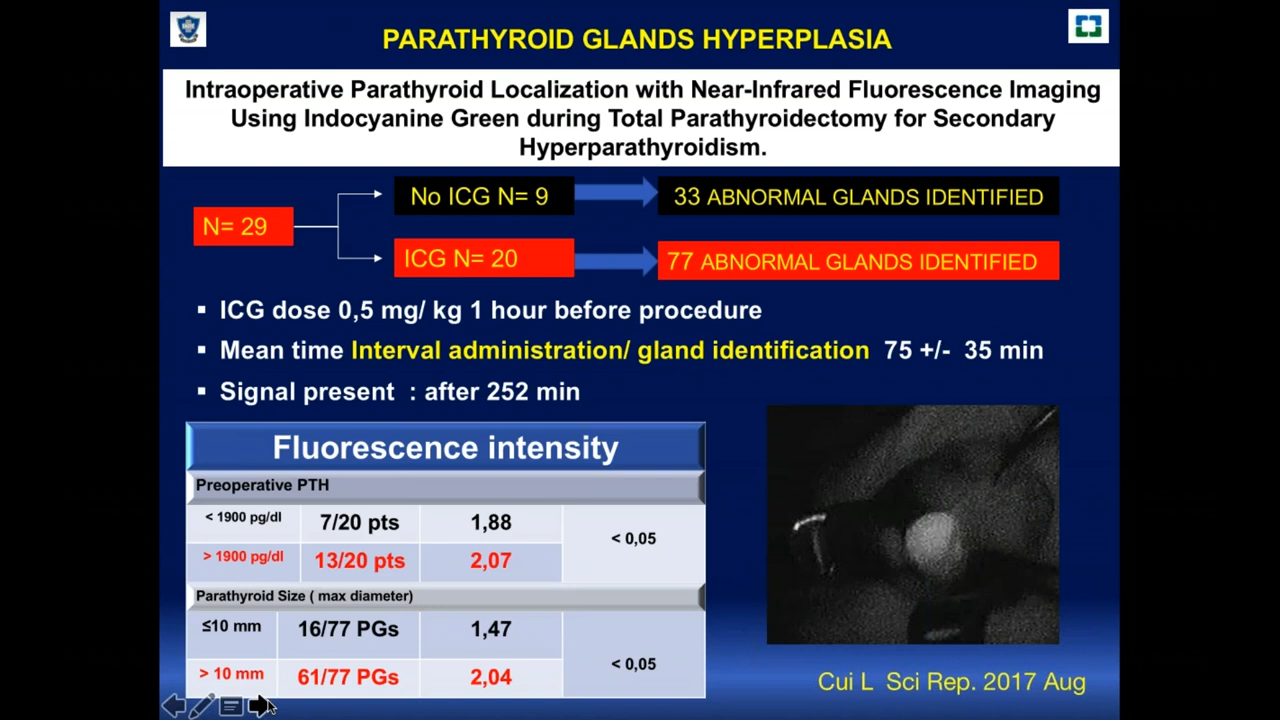 PARATHYROID GLANDS HYPERPLASIA
Intraoperative Parathyroid Localization with Near-Infrared Fluorescence Imaging
Using Indocyanine Green during Total Parathyroidectomy for Secondary
Hyperparathyroidism.
No ICG N= 9
33 ABNORMAL GLANDS IDENTIFIED
N= 29
ICG N= 20
77 ABNORMAL GLANDS IDENTIFIED
▪ ICG dose 0,5 mg/ kg 1 hour before procedure
▪ Mean time Interval administration/ gland identification 75 +/- 35 min
▪ Signal present : after 252 min
Fluorescence intensity
Preoperative PTH
< 1900 pg/dl 7/20 pts 1,88
< 0,05
> 1900 pg/dl 13/20 pts 2,07
Parathyroid Size ( max diameter)
≤10 mm 16/77 PGs 1,47
< 0,05
> 10 mm 61/77 PGs 2,04
Cui L Sci Rep. 2017 Aug